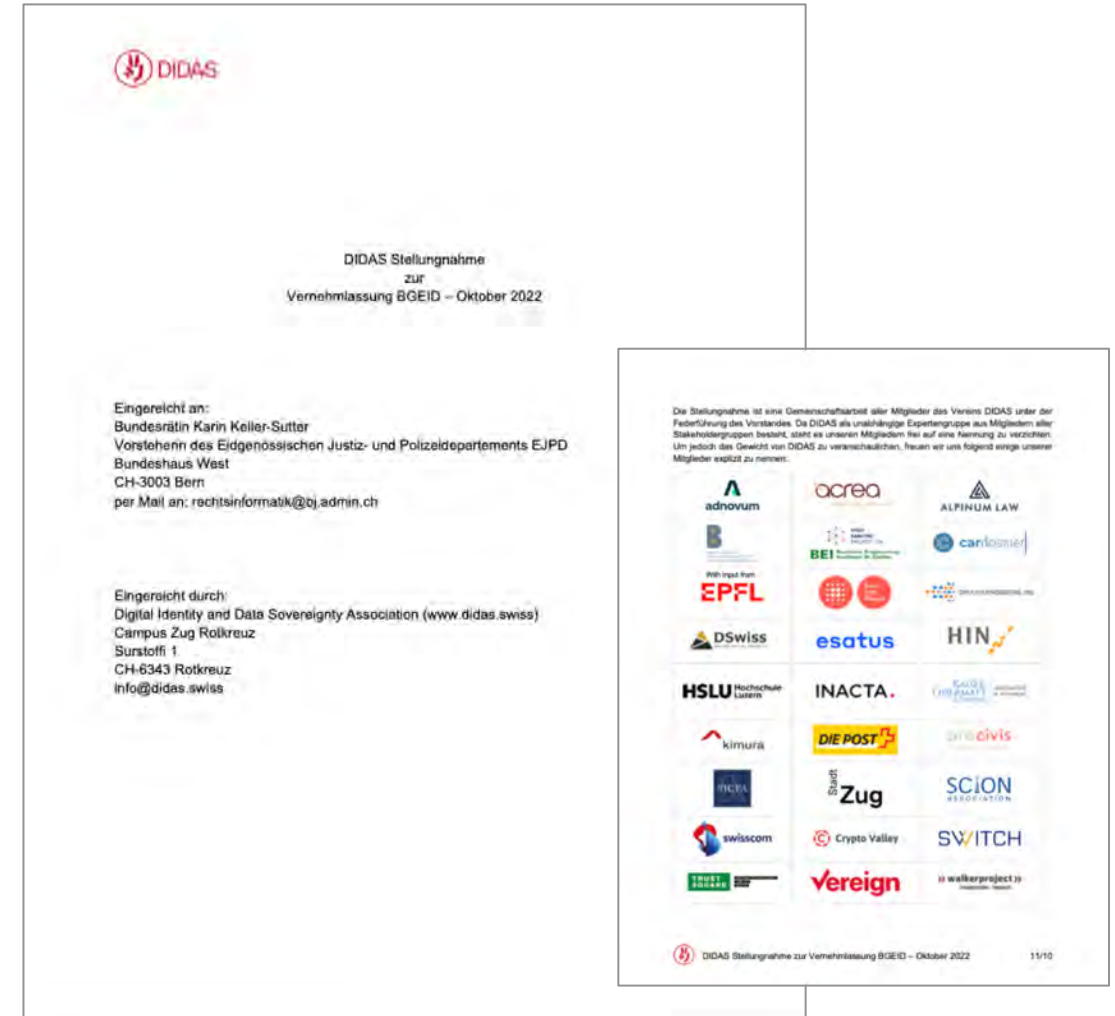 DIDAS
DIDAS Stellungnahme
zur
Vernehmlassung BGEID – Oktober 2022
Eingereicht an:
Bundesrätin Karin Keller-Sutter
Vorsteherin des Eidgenössischen Justiz- und Polizeidepartements EJPD
Bundeshaus West
CH-3003 Bern
per Mail an: rechtsinformatik@bj.admin.ch
Eingereicht durch:
Digital Identity and Data Sovereignty Association (www.didas.swiss)
Campus Zug Rotkreuz
Surstoffi 1
CH-6343 Rotkreuz
info@didas.swiss
Die Stellungnahme ist eine Gemeinschaftsarbeit aller Mitglieder des Vereins DIDAS unter der
Federführung des Vorstandes. Da DIDAS als unabhängige Expertengruppe aus Mitgliedern aller
Stakeholdergruppen besteht, steht es unseren Mitgliedern frei auf eine Nennung zu verzichten.
Um jedoch das Gewicht von DIDAS zu veranschaulichen, freuen wir uns folgend einige unserer
Mitglieder explizit zu nennen:
adnovum
acrea
ALPINUM LAW
B
BEI
cardossier
With input from
EPFL
DSwiss
esatus
HIN
HSLU Hochschule
Luzern
INACTA.
kimura
DIE POST
procivis
Stadt
Zug
SCION
ASSOCIATION
swisscom
Crypto Valley
SWITCH
TRUST
SQUARE
Vereign
walkerproject
DIDAS Stellungnahme zur Vernehmlassung BGEID – Oktober 2022 11/10